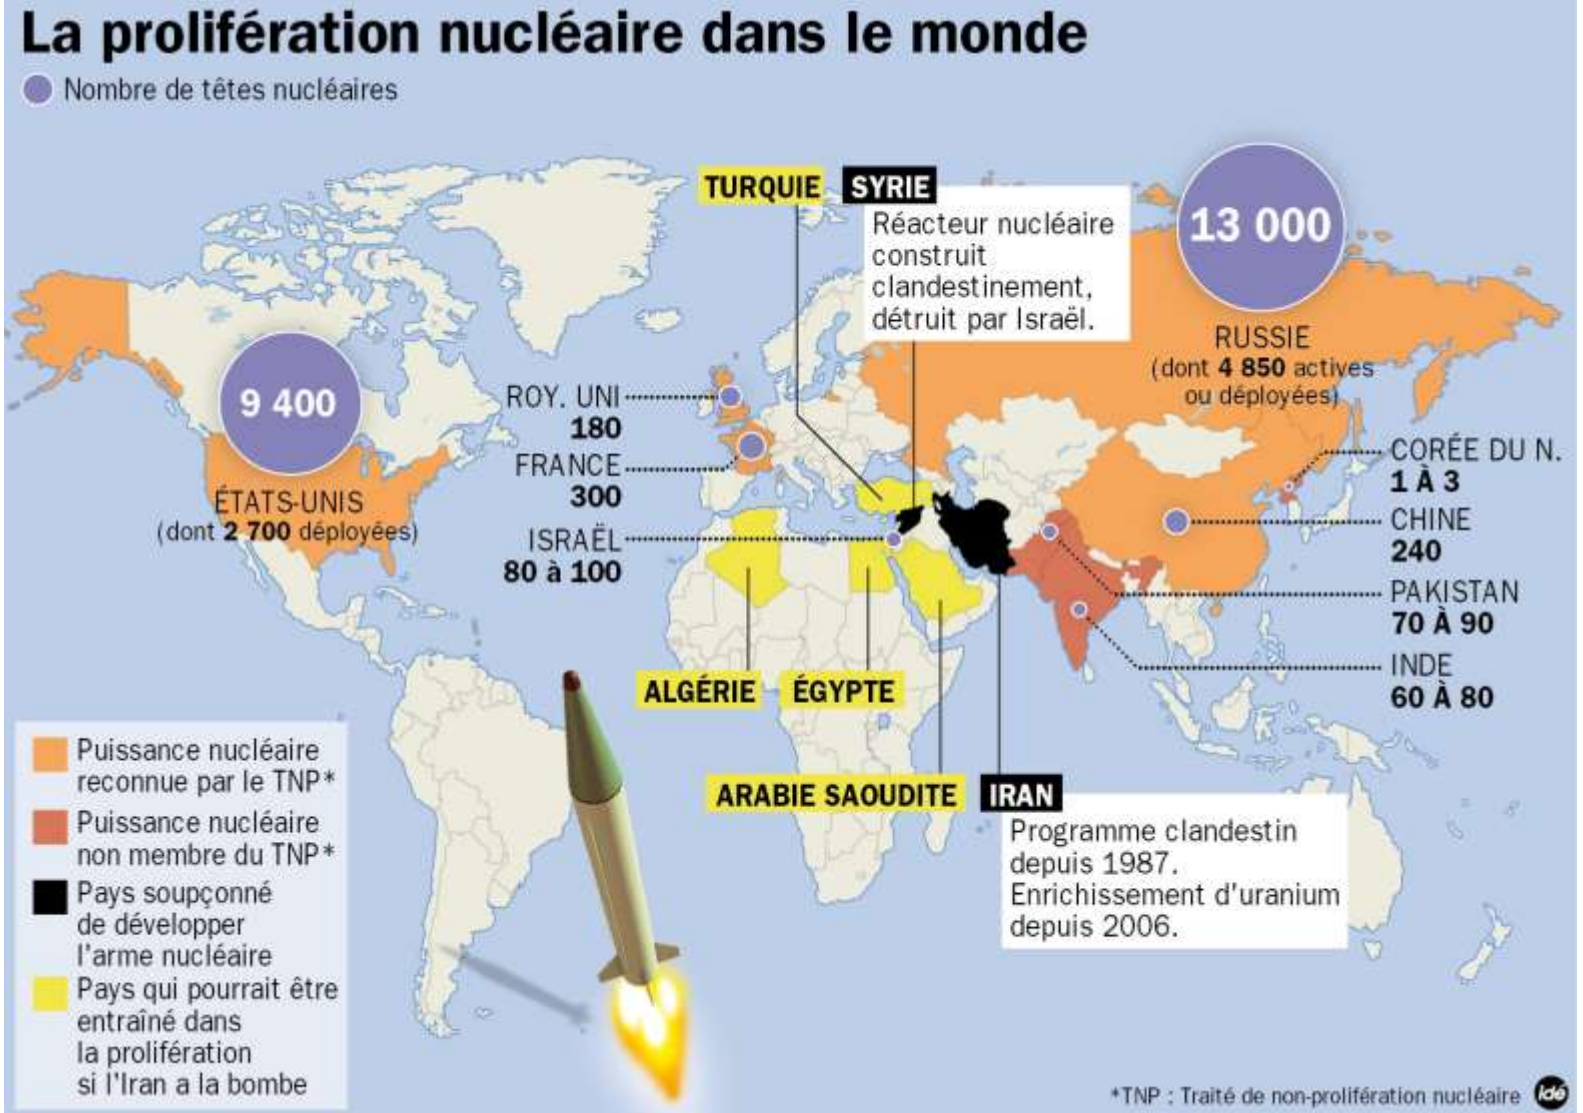 La prolifération nucléaire dans le monde
Nombre de têtes nucléaires
TURQUIE
SYRIE
Réacteur nucléaire
construit
clandestinement,
détruit par Israël.
13 000
RUSSIE
(dont 4 850 actives
ou déployées)
9 400
ÉTATS-UNIS
(dont 2 700 déployées)
ROY. UNI
180
FRANCE
300
ISRAËL
80 à 100
CORÉE DU N.
1 À 3
CHINE
240
PAKISTAN
70 À 90
INDE
60 À 80
ALGÉRIE
ÉGYPTE
ARABIE SAOUDITE
IRAN
Programme clandestin
depuis 1987.
Enrichissement d'uranium
depuis 2006.
Puissance nucléaire
reconnue par le TNP*
Puissance nucléaire
non membre du TNP*
Pays soupçonné
de développer
l'arme nucléaire
Pays qui pourrait être
entraîné dans
la prolifération
si l'Iran a la bombe
*TNP : Traité de non-prolifération nucléaire
idé